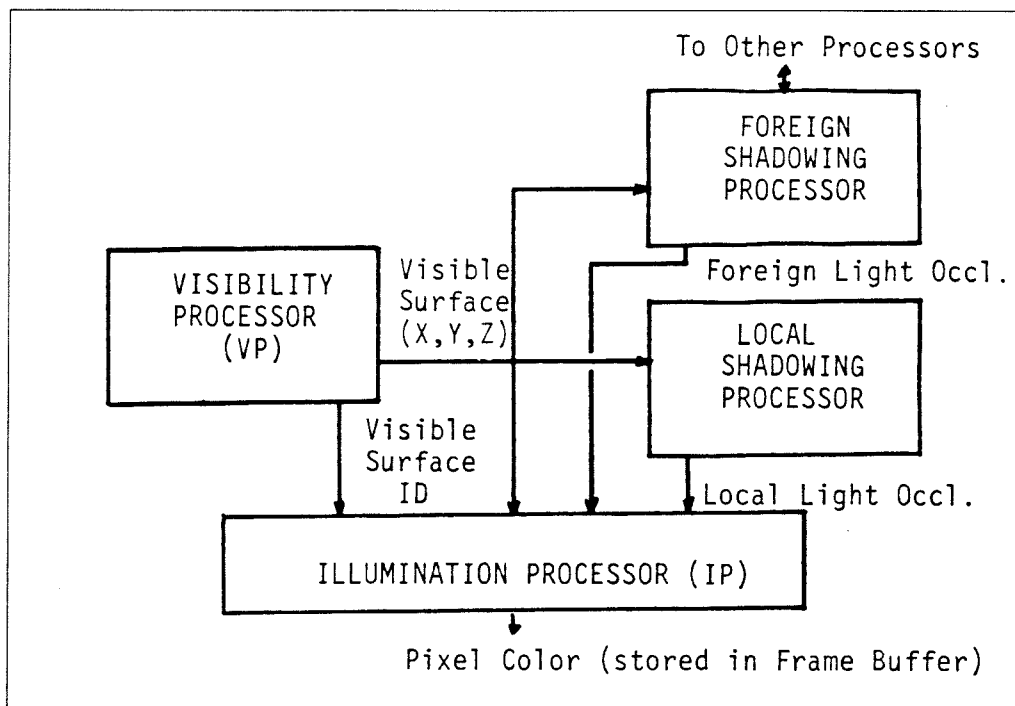 To Other Processors
FOREIGN
SHADOWING
PROCESSOR
Foreign Light Occl.
VISIBILITY
PROCESSOR
(VP)
Visible
Surface
(X,Y,Z)
LOCAL
SHADOWING
PROCESSOR
Visible
Surface
ID
Local Light Occl.
ILLUMINATION PROCESSOR (IP)
Pixel Color (stored in Frame Buffer)